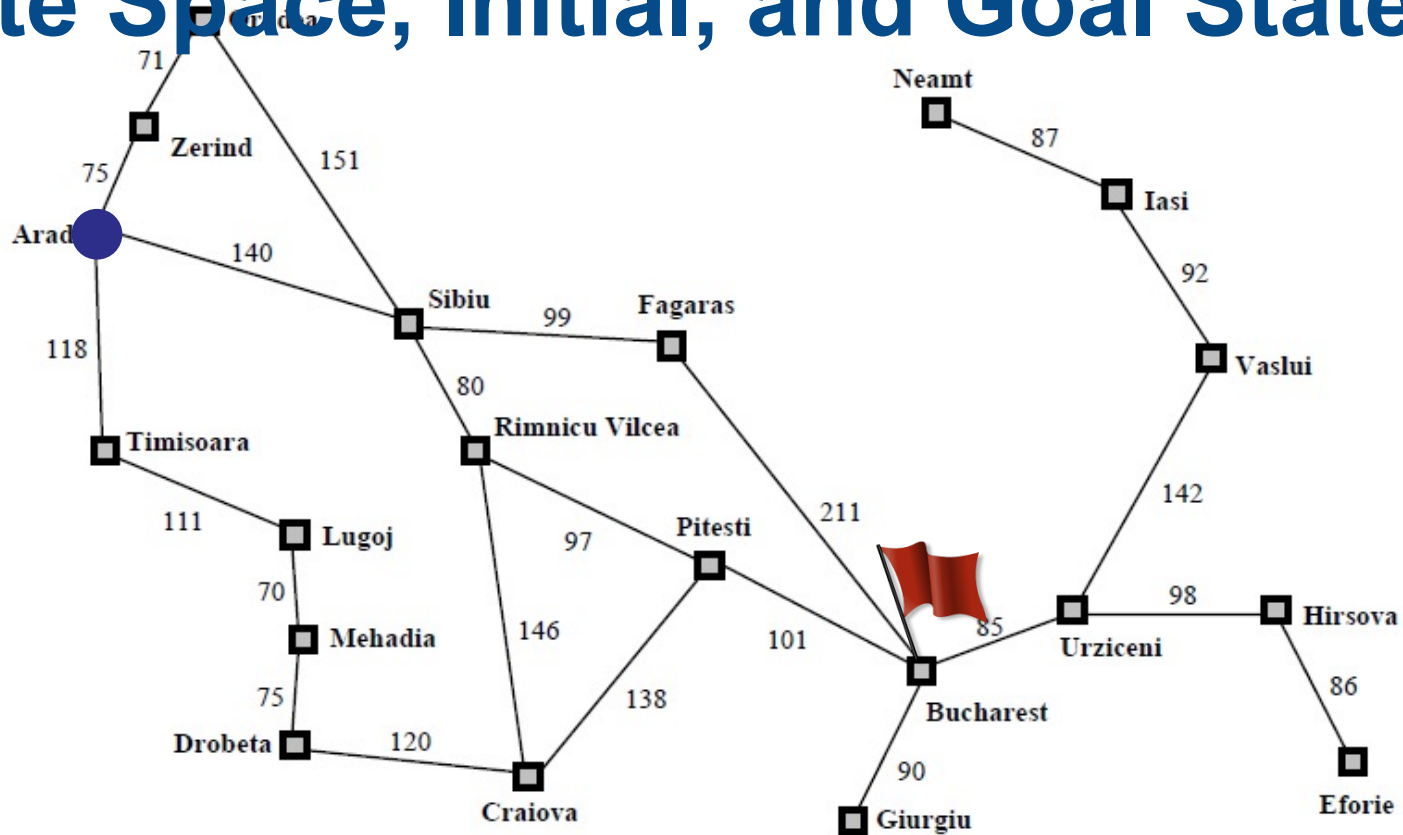 te Space, Initial, and Goal State
71
Neamt
87
Zerind
151
75
Iasi
Arad
140
92
Sibiu
Fagaras
99
118
Vaslui
80
Rimnicu Vilcea
Timisoara
142
211
111
Pitesti
Lugoj
97
70
98
Hirsova
85
146
Mehadia
101
Urziceni
86
75
138
Bucharest
Drobeta
120
90
Eforie
Craiova
Giurgiu